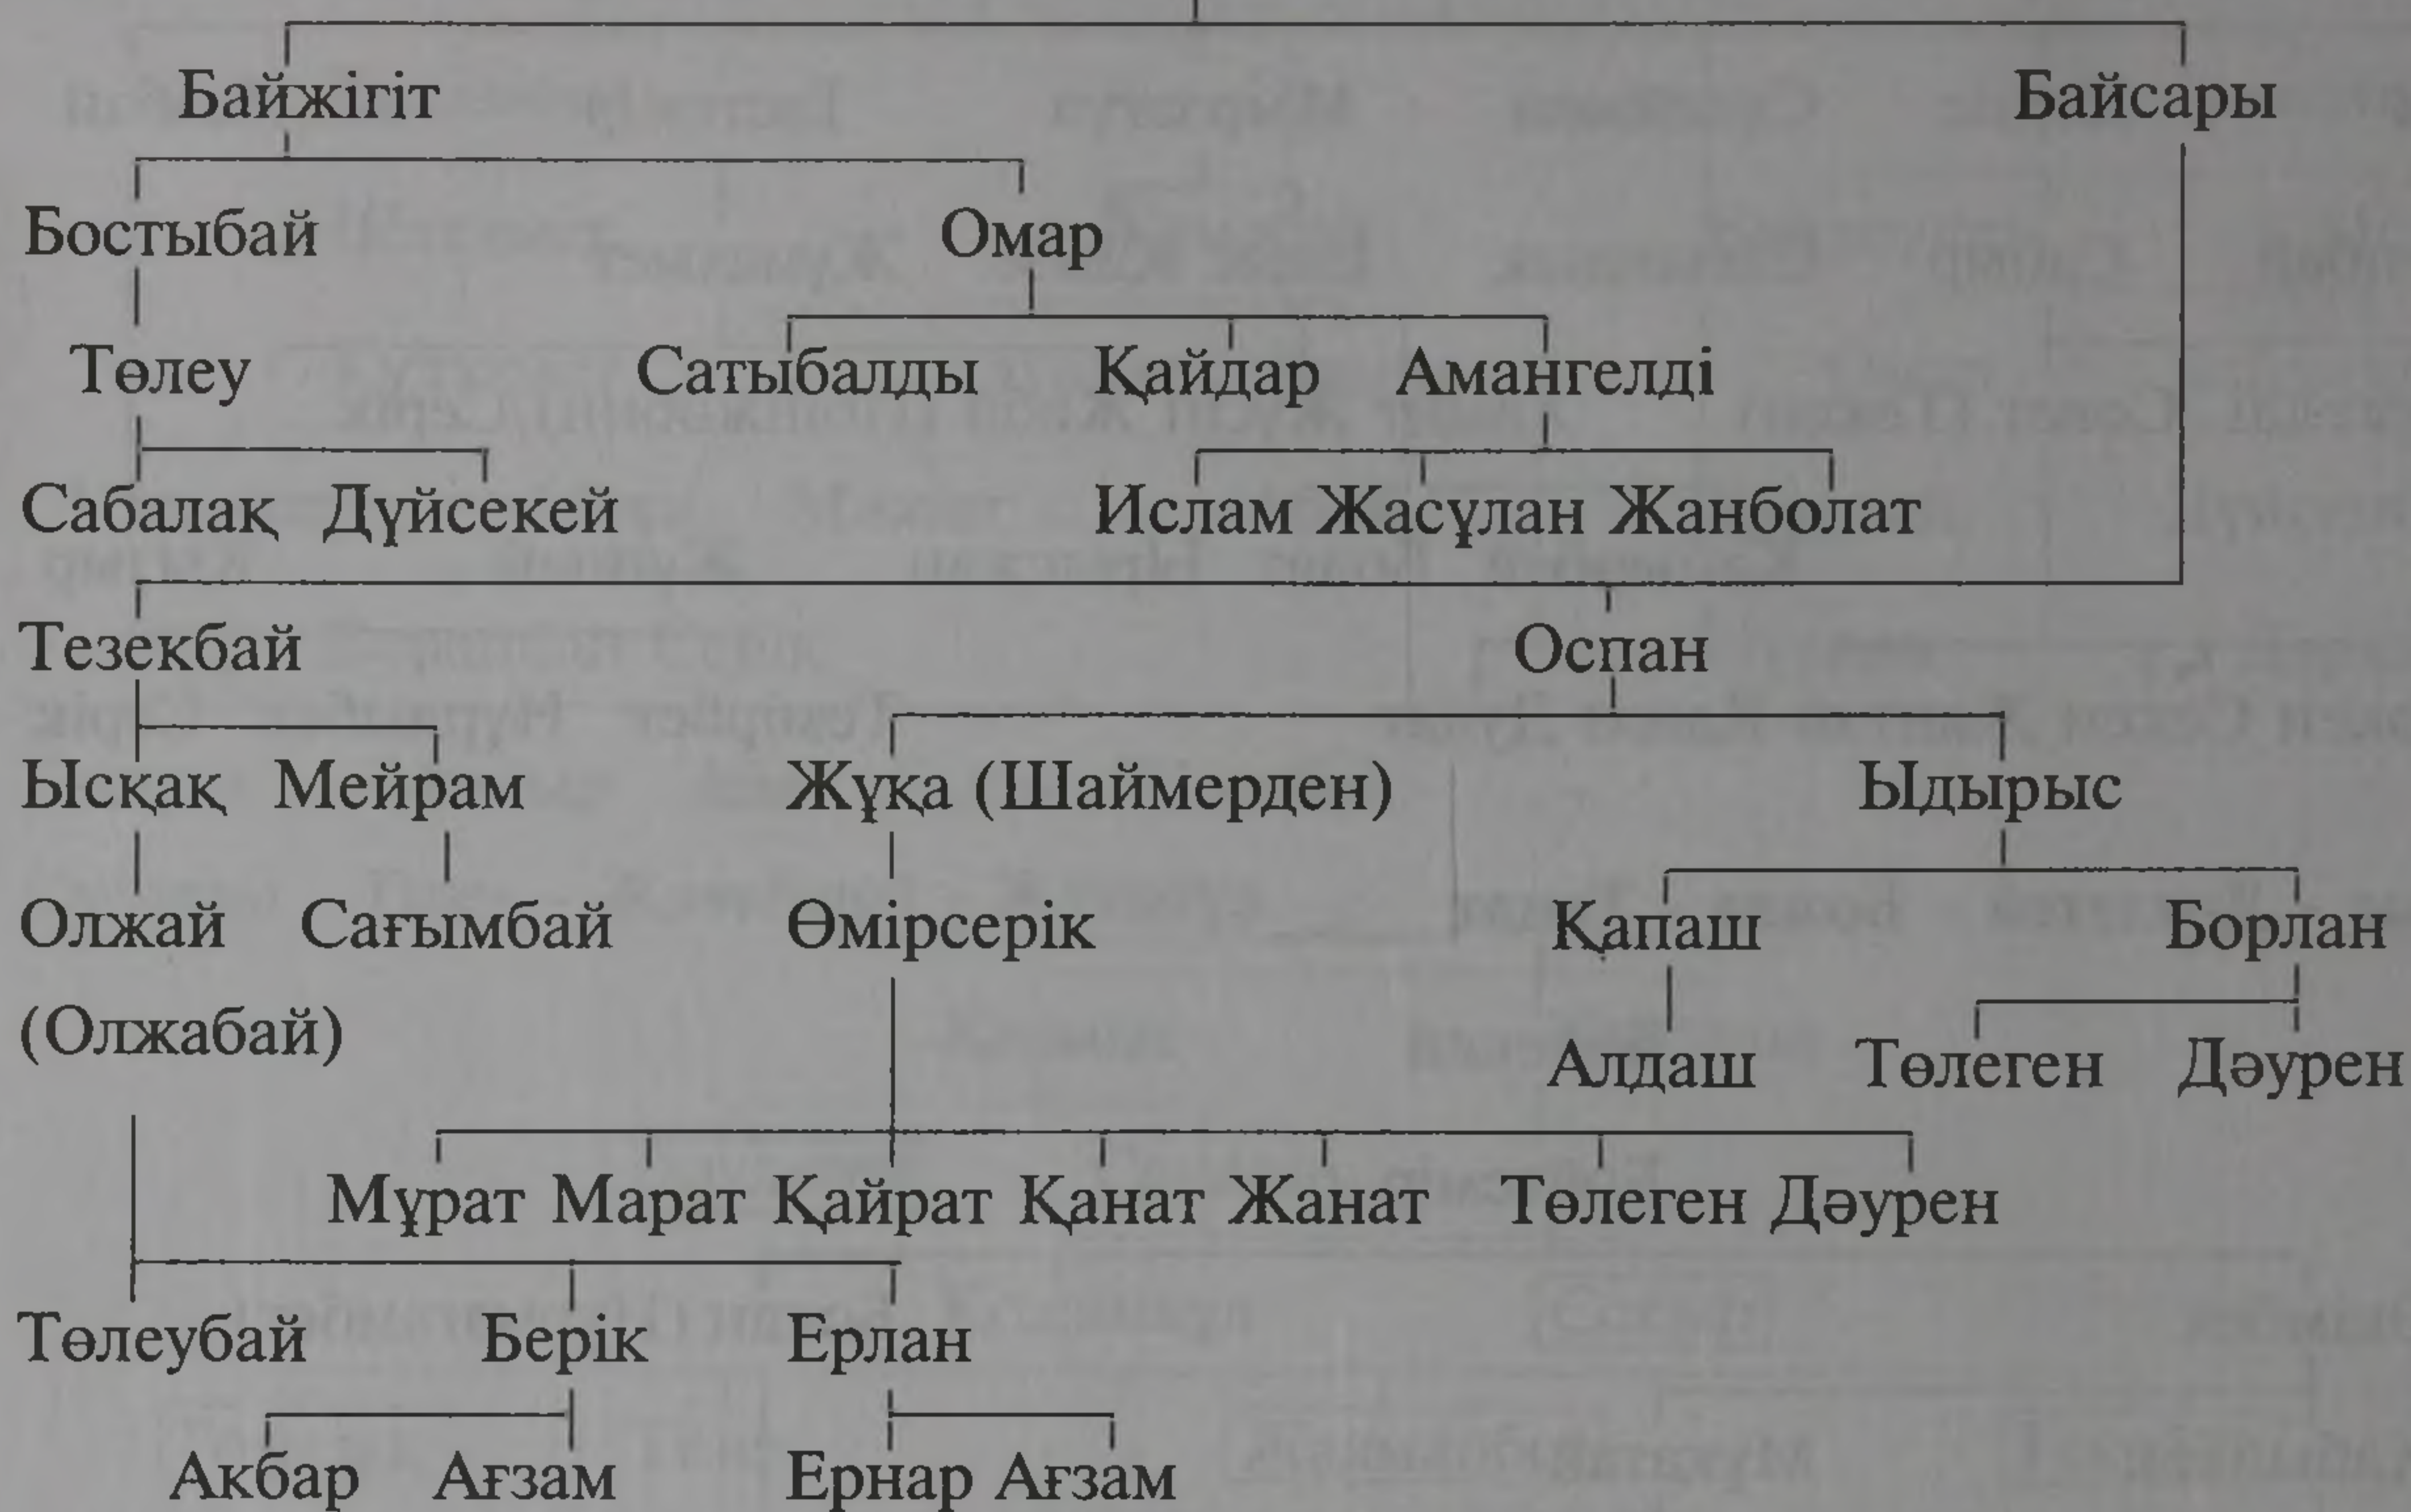 Байжігіт Байсары
Бостыбай Омар
Төлеу Сатыбалды Қайдар Амангелді
Сабалақ Дүйсекей Ислам Жасұлан Жанболат
Тезекбай Оспан
Ысқақ Мейрам Жұқа (Шаймерден) Ыдырыс
Олжай Сағымбай Өмірсерік Қапаш Борлан
(Олжабай)
Алдаш Төлеген Дәурен
Мұрат Марат Қайрат Қанат Жанат Төлеген Дәурен
Төлеубай Берік Ерлан
Акбар Ағзам Ернар Ағзам